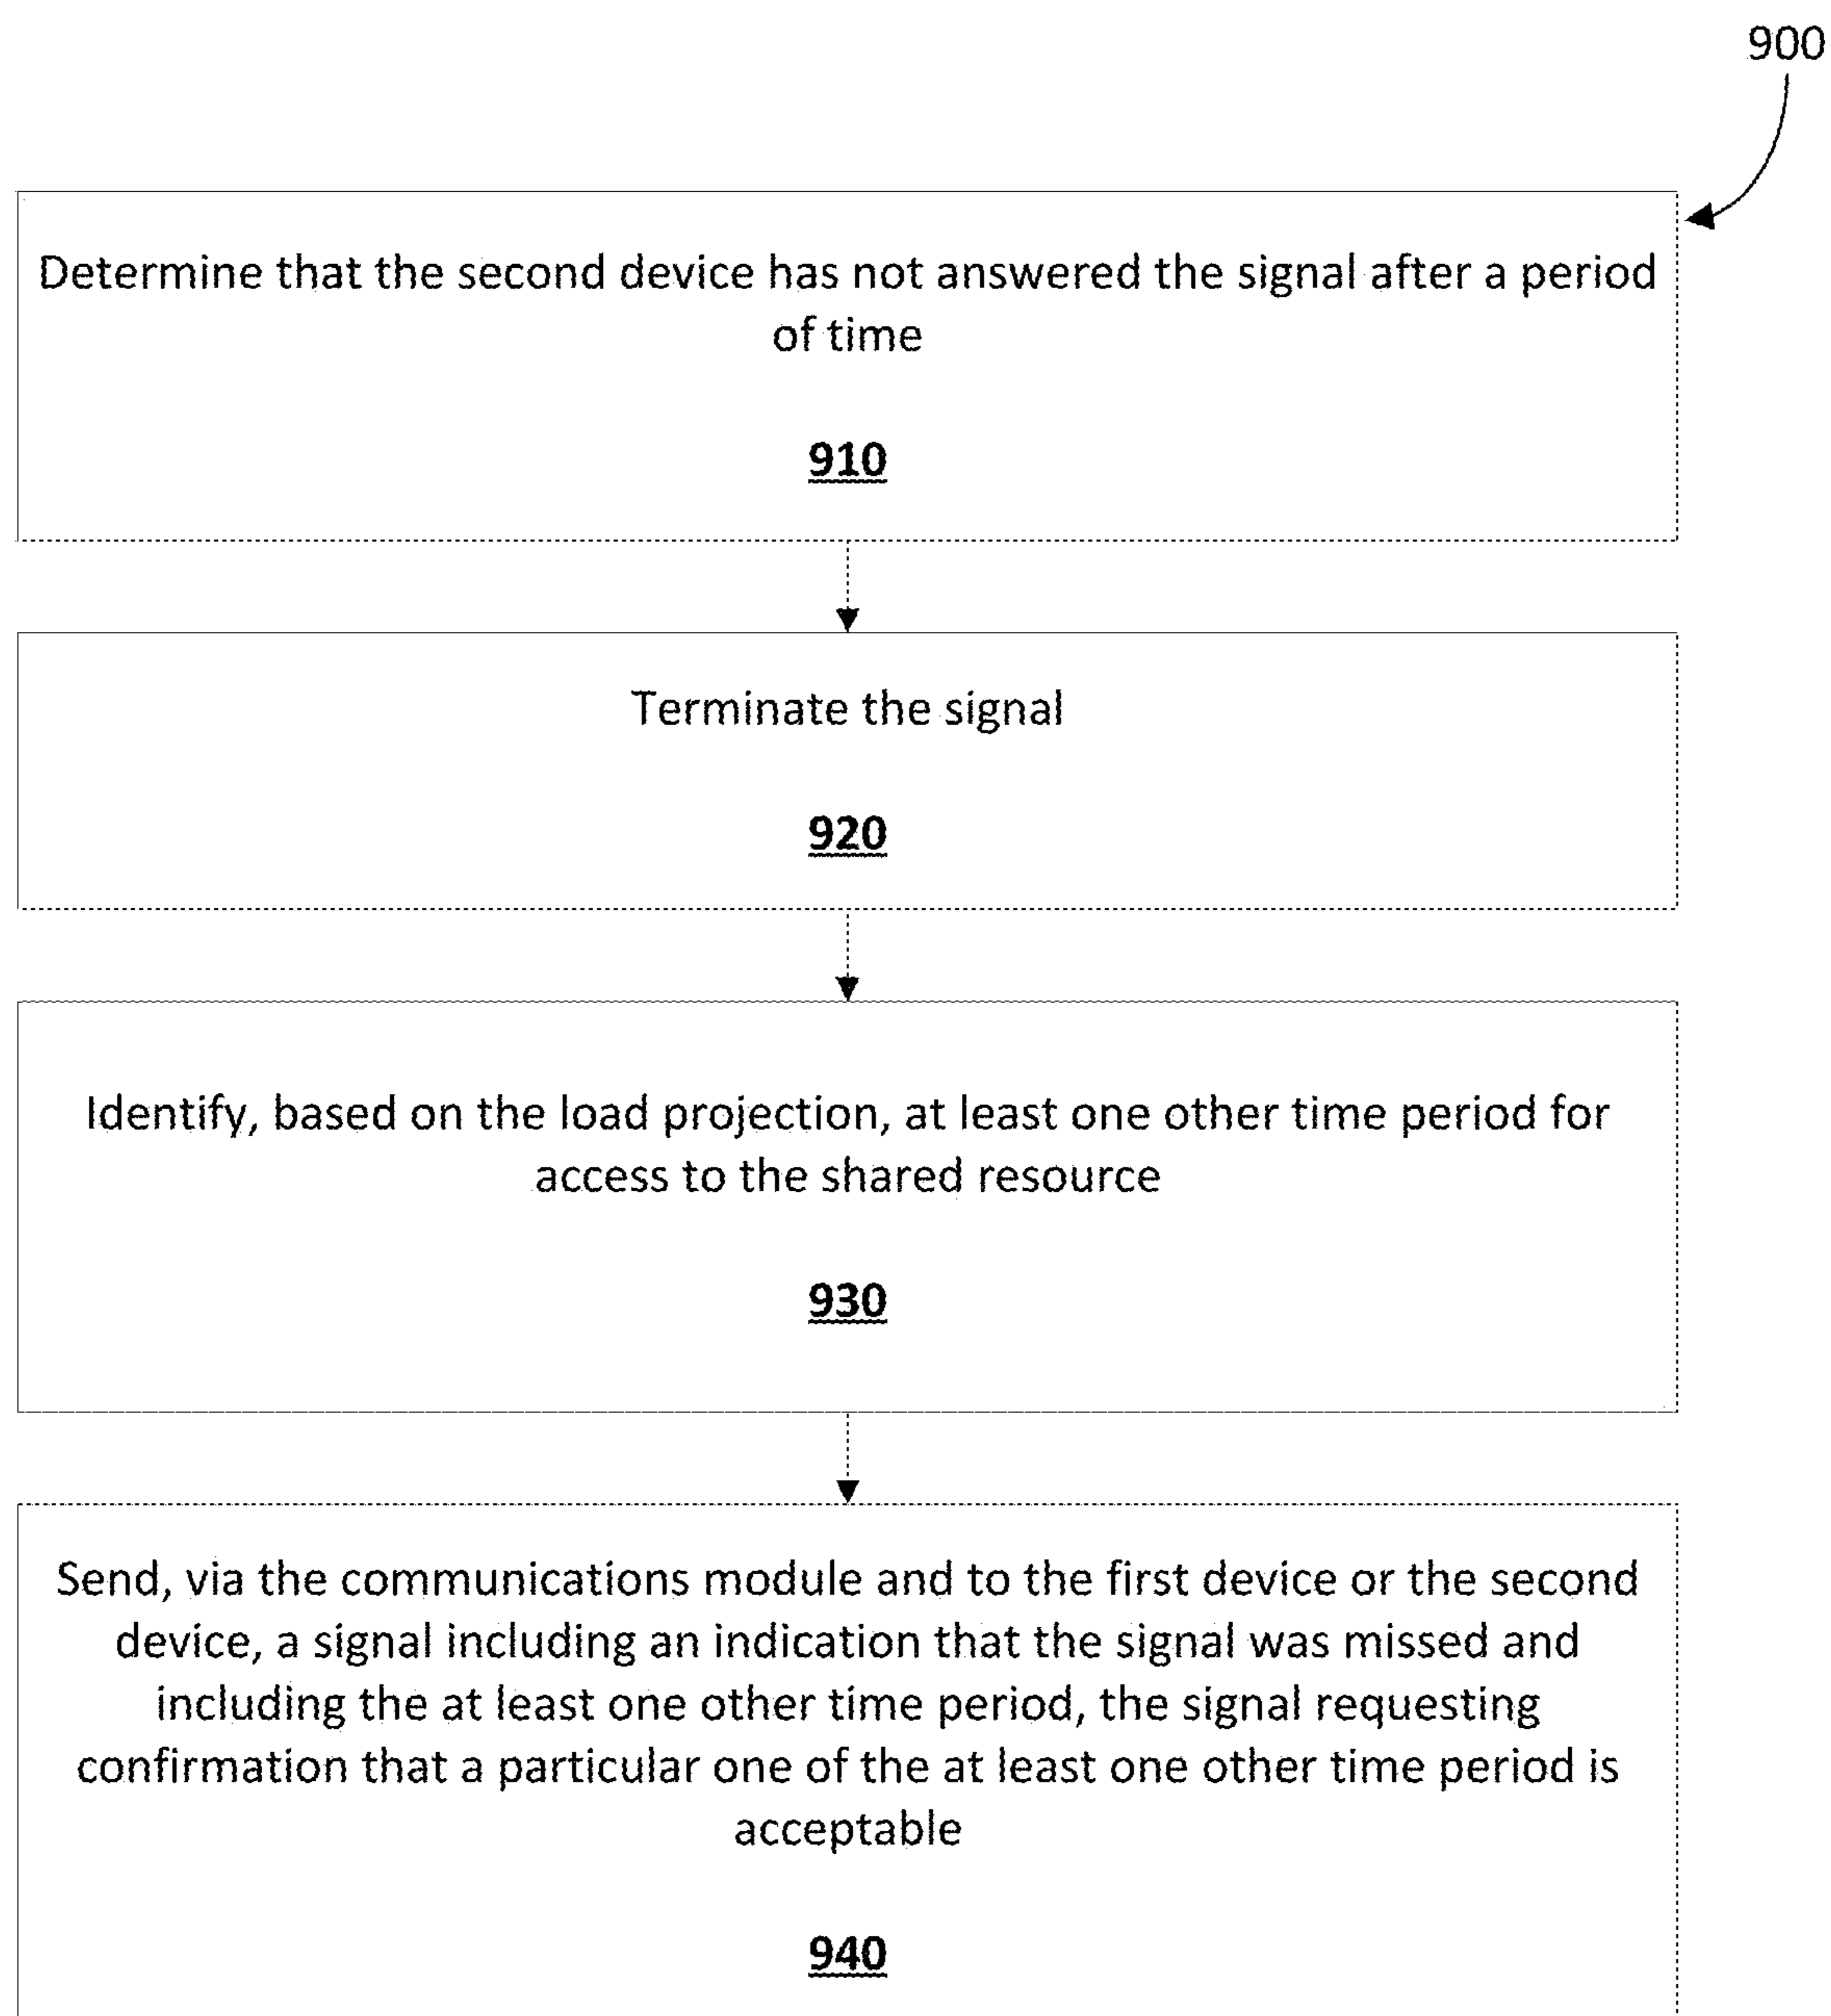 900
Determine that the second device has not answered the signal after a period
of time
910
Terminate the signal
920
Identify, based on the load projection, at least one other time period for
access to the shared resource
930
Send, via the communications module and to the first device or the second
device, a signal including an indication that the signal was missed and
including the at least one other time period, the signal requesting
confirmation that a particular one of the at least one other time period is
acceptable
940